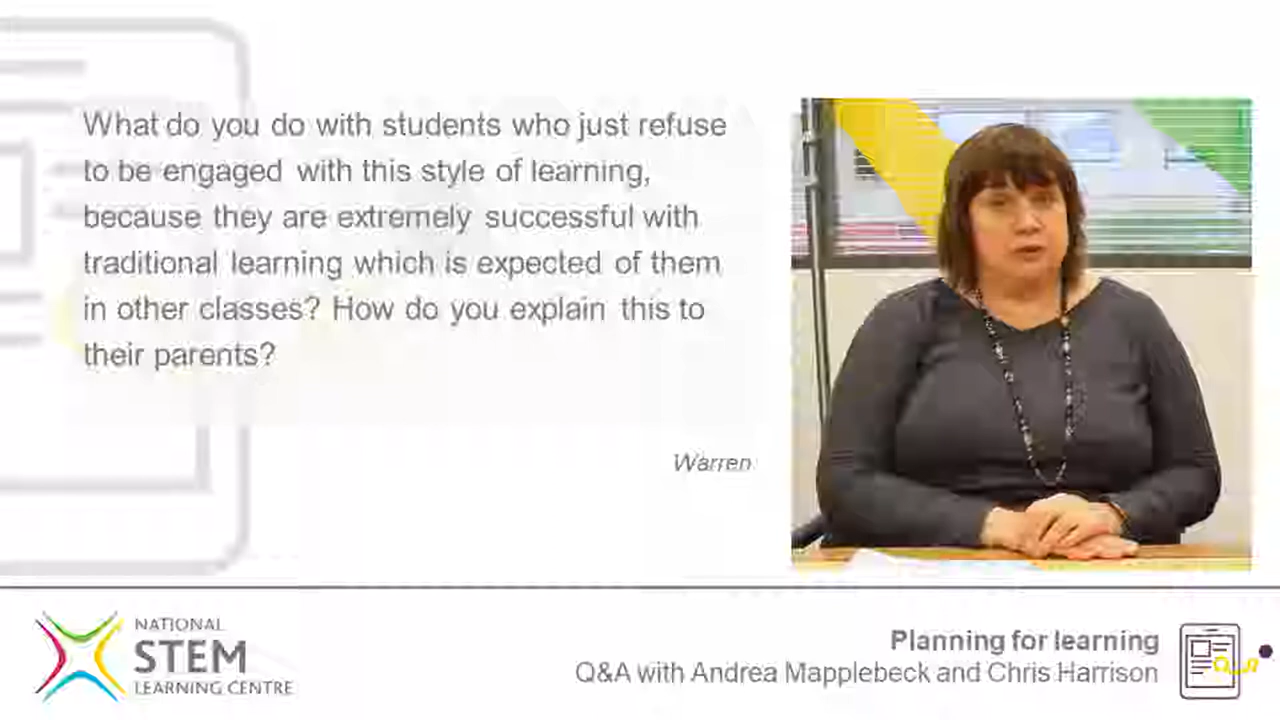 What do you do with students who just refuse
to be engaged with this style of learning,
because they are extremely successful with
traditional learning which is expected of them
in other classes? How do you explain this to
their parents?
Warren
NATIONAL
STEM
LEARNING CENTRE
Planning for learning
Q&A with Andrea Mapplebeck and Chris Harrison